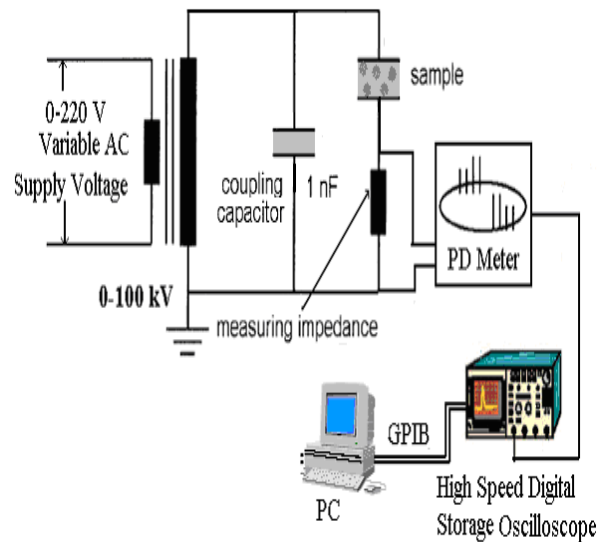 0-220 V
Variable AC
Supply Voltage
0-100 kV
coupling
capacitor
1 nF
sample
measuring impedance
PD Meter
GPIB
PC
High Speed Digital
Storage Oscilloscope